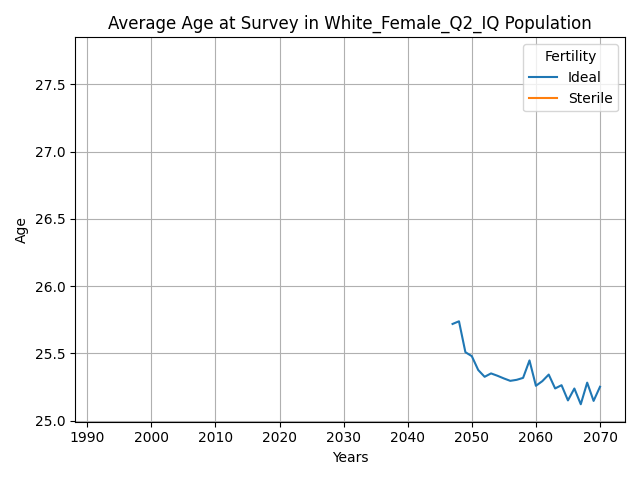 Average Age at Survey in White_Female_Q2_IQ Population
Fertility
Ideal
Sterile
27.5
27.0
26.5
26.0
25.5
25.0
Age
1990 2000 2010 2020 2030 2040 2050 2060 2070
Years